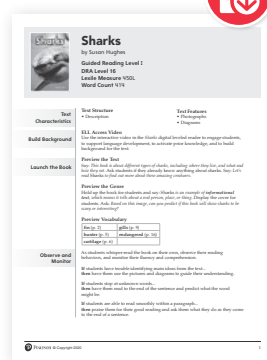 Sharks
Sharks
by Susan Hughes
Guided Reading Level I
DRA Level 16
Lexile Measure 450L
Word Count 474
Text Characteristics
Text Structure
• Description
Text Features
• Photographs
• Diagrams
Build Background
ELL Access Video
Use the interactive video in the Sharks digital leveled reader to engage students,
to support language development, to activate prior knowledge, and to build
background for the text.
Launch the Book
Preview the Text
Say: This book is about different types of sharks, including where they live, and what and
how they eat. Ask students if they already know anything about sharks. Say: Let's
read Sharks to find out more about these amazing creatures.
Preview the Genre
Hold up the book for students and say: Sharks is an example of informational
text, which means it tells about a real person, place, or thing. Display the cover for
students. Ask: Based on this image, can you predict if this book will show sharks to be
scary or interesting?
Preview Vocabulary
fin (p. 2)
gills (p. 3)
hunter (p. 5)
endangered (p. 16)
cartilage (p. 6)
Observe and Monitor
As students whisper-read the book on their own, observe their reading
behaviors, and monitor their fluency and comprehension.
If students have trouble identifying main ideas from the text...
then have them use the pictures and diagrams to guide their understanding.
If students stop at unknown words...
then have them read to the end of the sentence and predict what the word
might be.
If students are able to read smoothly within a paragraph...
then praise them for their good reading and ask them what they do as they come
to the end of a sentence.
Pearson © Copyright 2020
1